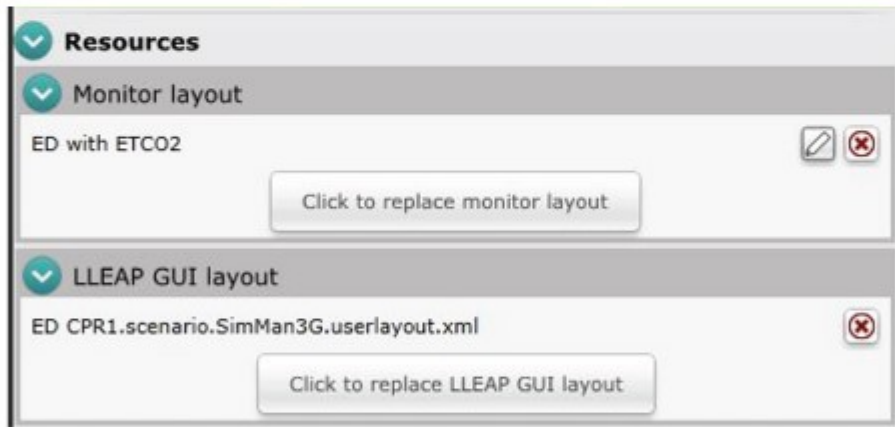 Resources
Monitor layout
ED with ETCO2
Click to replace monitor layout
LLEAP GUI layout
ED CPR1.scenario.SimMan3G.userlayout.xml
Click to replace LLEAP GUI layout